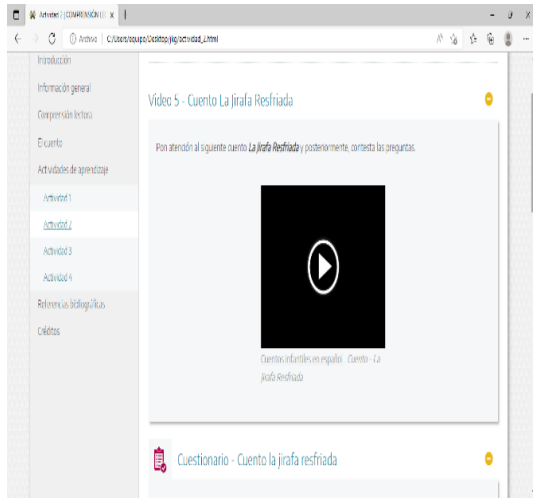 Actividad 2 | COMPRENSIÓN LEC
Archivo | C:/Users/equipo/Desktop/jkg/actividad_2.html
Introducción
Información general
Comprensión lectora
El cuento
Actividades de aprendizaje
Actividad 1
Actividad 2
Actividad 3
Actividad 4
Referencias bibliográficas
Créditos
Video 5 - Cuento La Jirafa Resfriada
Pon atención al siguiente cuento La Jirafa Resfriada y posteriormente, contesta las preguntas.
Cuentos infantiles en español . Cuento - La
jirafa Resfriada
Cuestionario - Cuento la jirafa resfriada